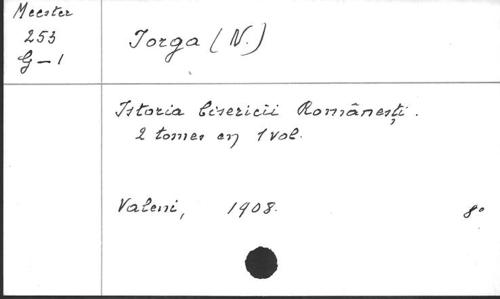 Meester
253
G-1
Iorga (N.)
Istoria bisericii Românești.
2 tomes en 1 vol.
Valeni, 1908. 8°